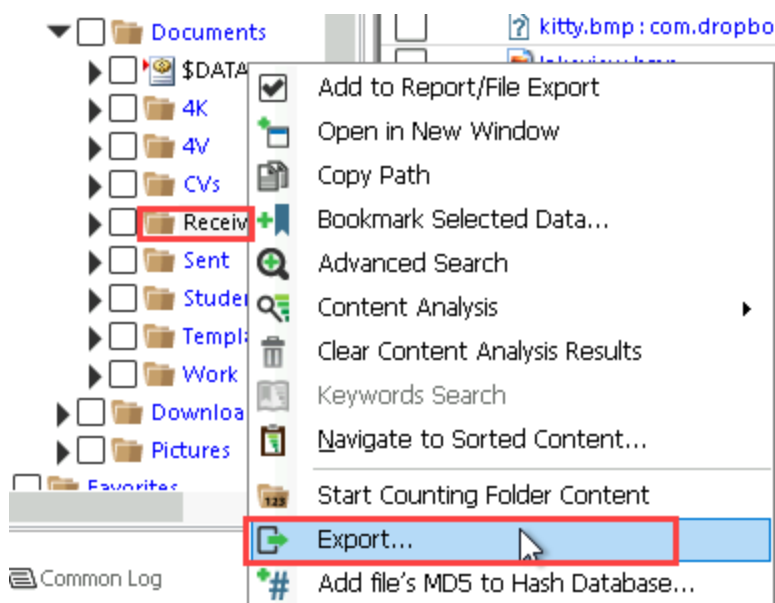 Documents
kitty.bmp : com.dropbo
$DATA
Add to Report/File Export
4K
Open in New Window
4V
Copy Path
CVs
Receiv
Bookmark Selected Data...
Sent
Advanced Search
Studer
Content Analysis
Templa
Clear Content Analysis Results
Work
Keywords Search
Downloa
Navigate to Sorted Content...
Pictures
Favorites
123
Start Counting Folder Content
Export...
Common Log
Add file's MD5 to Hash Database...